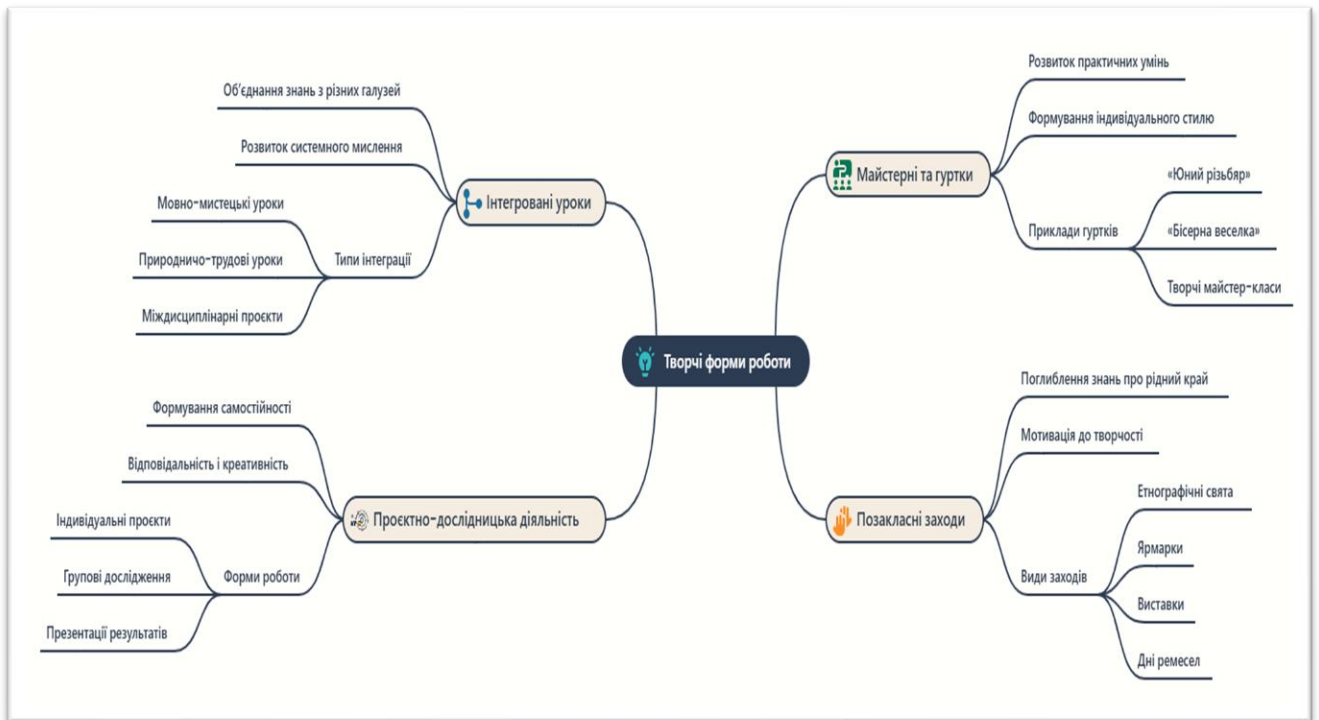 Творчі форми роботи
Інтегровані уроки
Об'єднання знань з різних галузей
Розвиток системного мислення
Типи інтеграції
Мовно-мистецькі уроки
Природничо-трудові уроки
Міждисциплінарні проєкти
Проєктно-дослідницька діяльність
Формування самостійності
Відповідальність і креативність
Форми роботи
Індивідуальні проєкти
Групові дослідження
Презентації результатів
Майстерні та гуртки
Розвиток практичних умінь
Формування індивідуального стилю
Приклади гуртків
«Юний різьбяр»
«Бісерна веселка»
Творчі майстер-класи
Позакласні заходи
Поглиблення знань про рідний край
Мотивація до творчості
Види заходів
Етнографічні свята
Ярмарки
Виставки
Дні ремесел